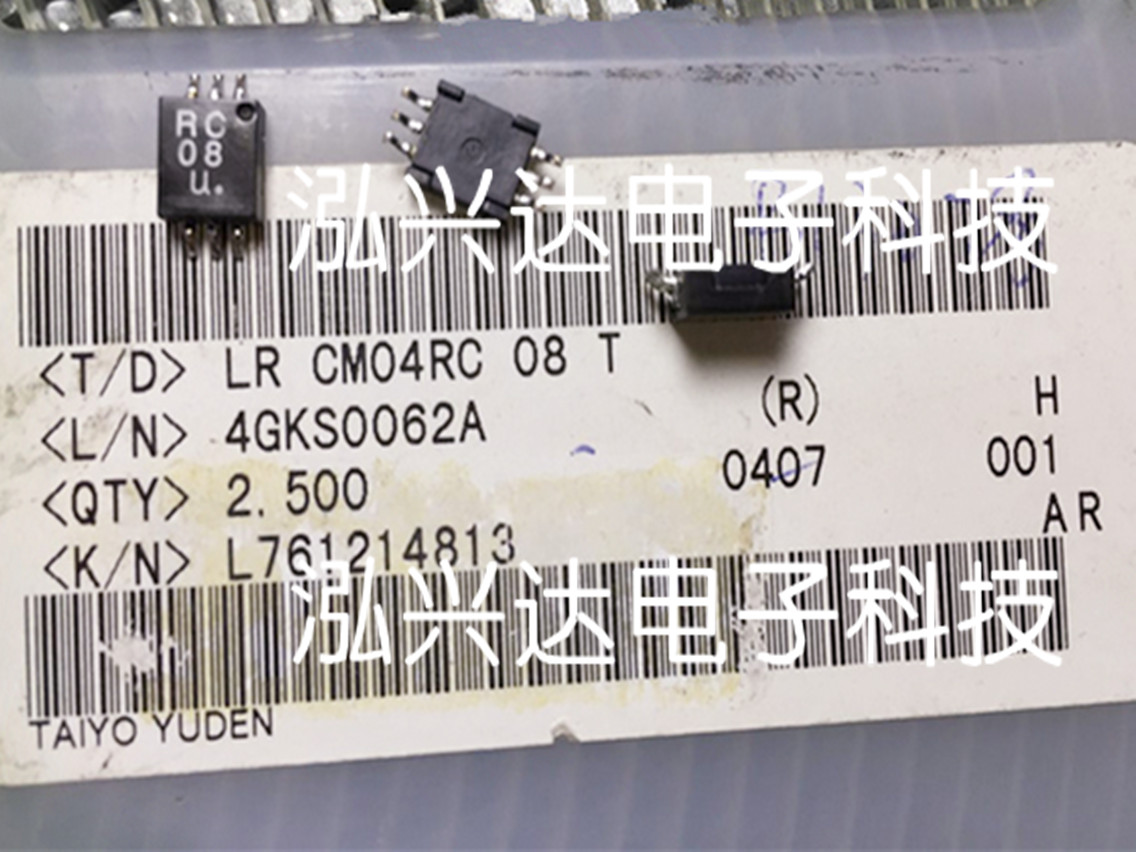 RC
08
u.
泓兴达电子科技
<T/D> LR CM04RC 08 T
<L/N> 4GKS0062A (R) H
<QTY> 2.500 0407 001
<K/N> L761214813 AR
泓兴达电子科技
TAIYO YUDEN